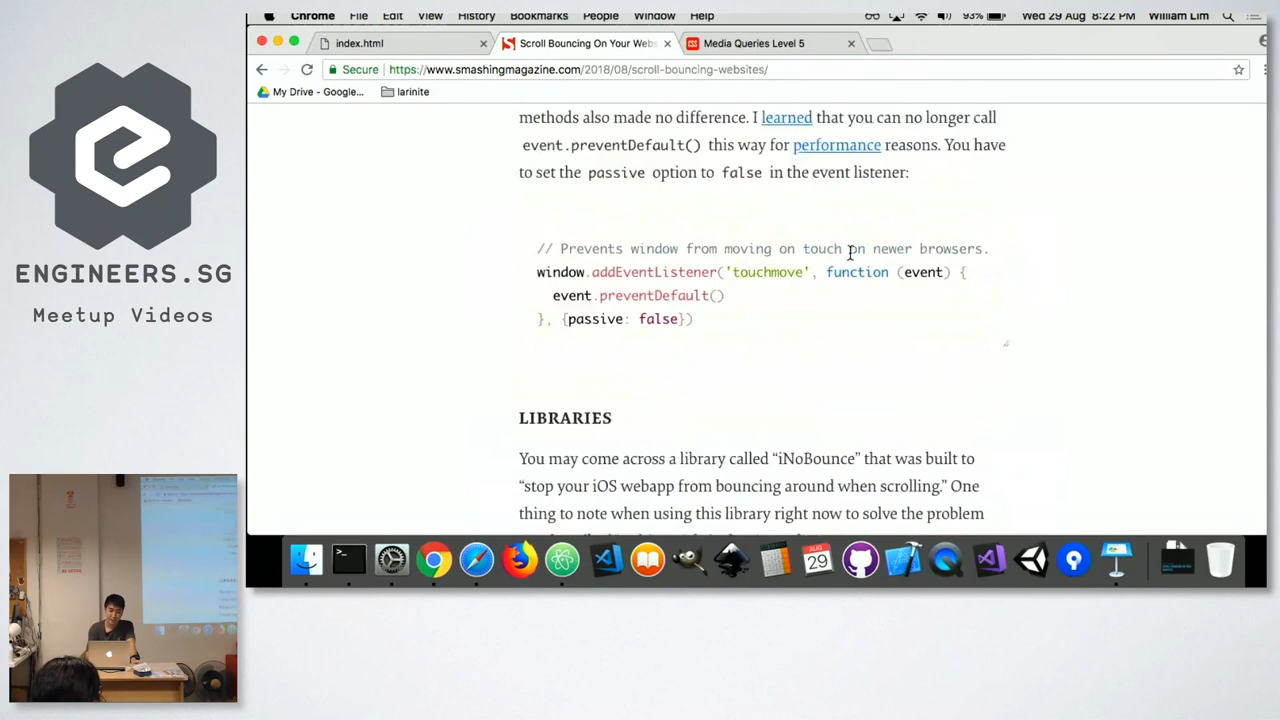 Chrome File Edit View History Bookmarks People Window Help 93% Wed 29 Aug 8:22 PM William Lim
index.html
Scroll Bouncing On Your Webs
css
Media Queries Level 5
Secure
https://www.smashingmagazine.com/2018/08/scroll-bouncing-websites/
My Drive - Google...
larinite
methods also made no difference. I learned that you can no longer call
event.preventDefault() this way for performance reasons. You have
to set the passive option to false in the event listener:
// Prevents window from moving on touch on newer browsers.
window.addEventListener('touchmove', function (event) {
event.preventDefault()
}, {passive: false})
LIBRARIES
You may come across a library called “iNoBounce” that was built to
“stop your iOS webapp from bouncing around when scrolling.” One
thing to note when using this library right now to solve the problem
AUG
29
ENGINEERS.SG
Meetup Videos